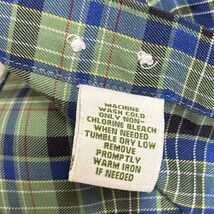 MACHINE
WASH COLD
ONLY NON-
CHLORINE BLEACH
WHEN NEEDED
TUMBLE DRY LOW
REMOVE
PROMPTLY
WARM IRON
IF NEEDED